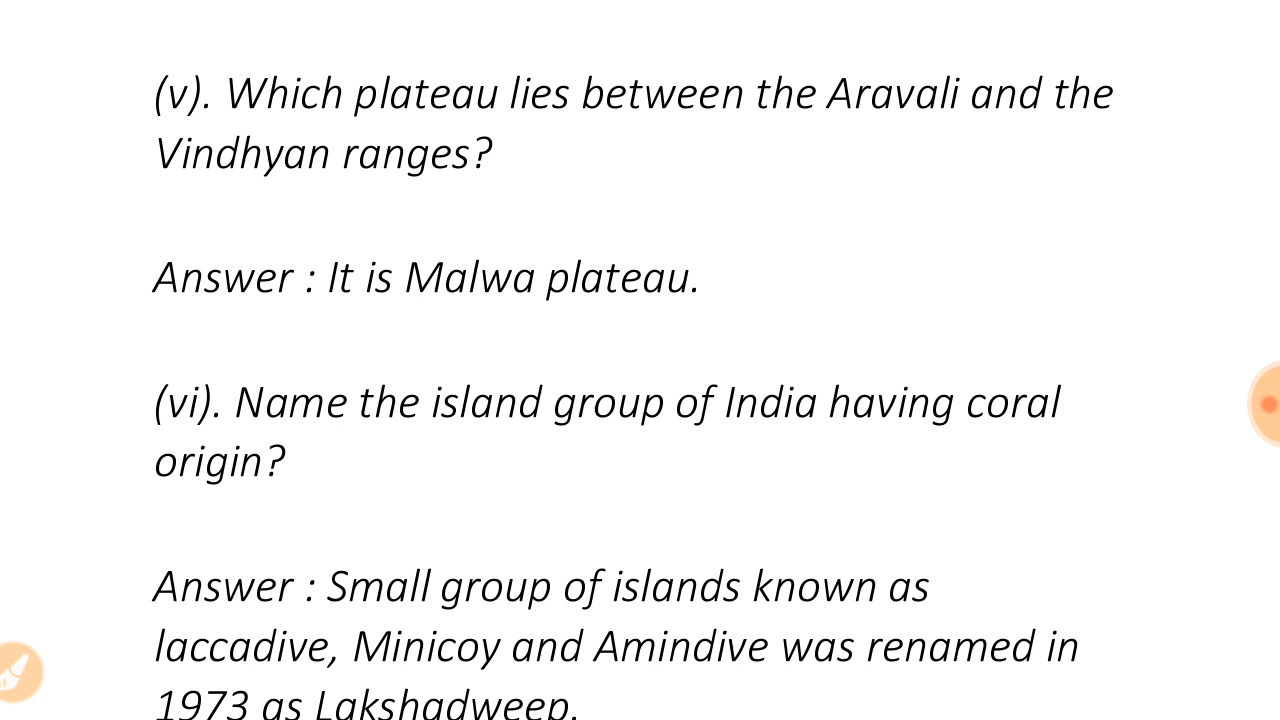 (v). Which plateau lies between the Aravali and the
Vindhyan ranges?
Answer : It is Malwa plateau.
(vi). Name the island group of India having coral
origin?
Answer : Small group of islands known as
laccadive, Minicoy and Amindive was renamed in
1973 as Lakshadweep.